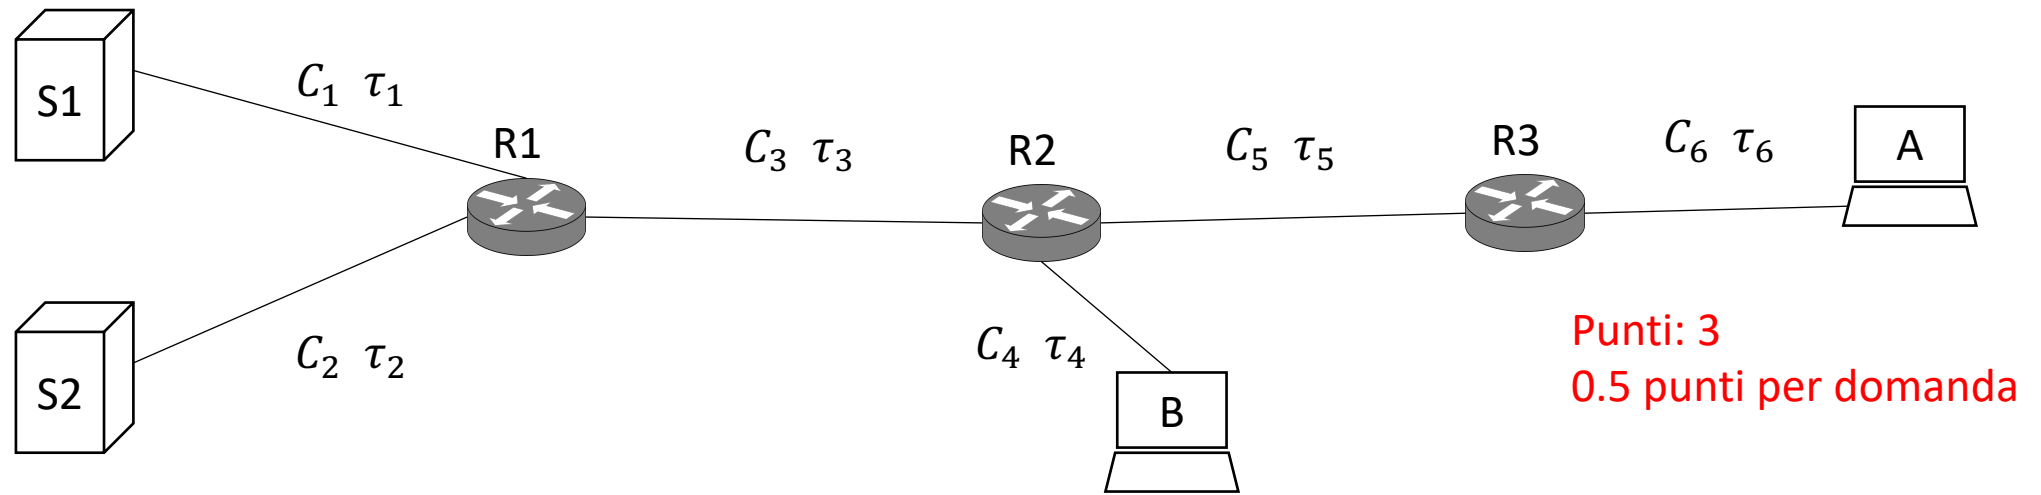 S1
C₁ τ₁
R1
C₃ τ₃
R2
C₅ τ₅
R3
C₆ τ₆
A
S2
C₂ τ₂
C₄ τ₄
B
Punti: 3
0.5 punti per domanda